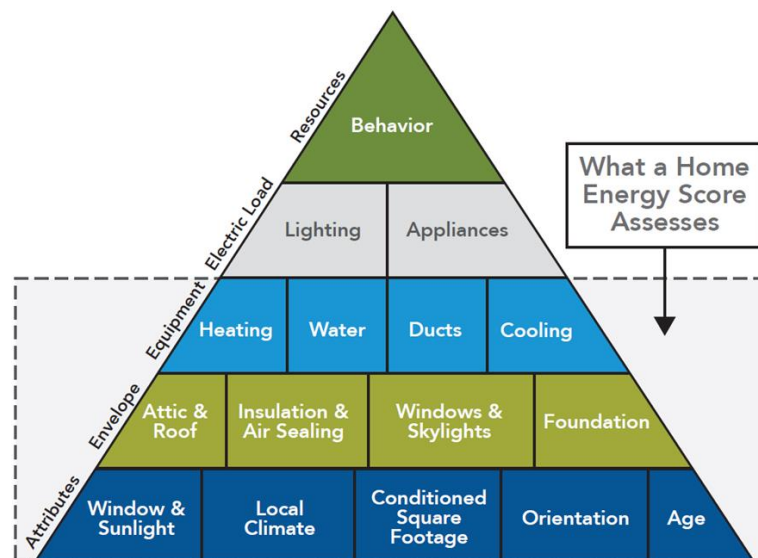 Resources
Behavior
What a Home
Energy Score
Assesses
Electric Load
Lighting
Appliances
Equipment
Heating
Water
Ducts
Cooling
Envelope
Attic &
Roof
Insulation &
Air Sealing
Windows &
Skylights
Foundation
Attributes
Window &
Sunlight
Local
Climate
Conditioned
Square
Footage
Orientation
Age